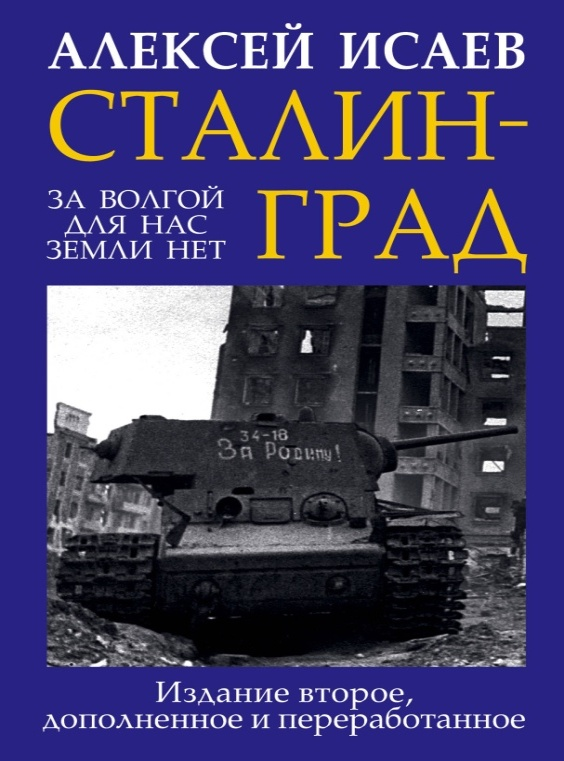 АЛЕКСЕЙ ИСАЕВ
СТАЛИН-
ГРАД
ЗА ВОЛГОЙ
ДЛЯ НАС
ЗЕМЛИ НЕТ
34-18
За Родину!
Издание второе,
дополненное и переработанное